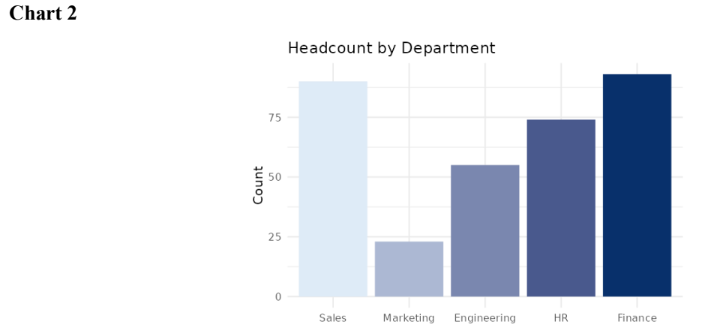 Chart 2
Headcount by Department
Count
75
50
25
0
Sales Marketing Engineering HR Finance